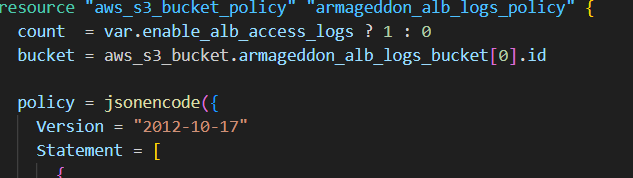 resource "aws_s3_bucket_policy" "armageddon_alb_logs_policy" {
count = var.enable_alb_access_logs ? 1 : 0
bucket = aws_s3_bucket.armageddon_alb_logs_bucket[0].id
policy = jsonencode({
Version = "2012-10-17"
Statement = [
{